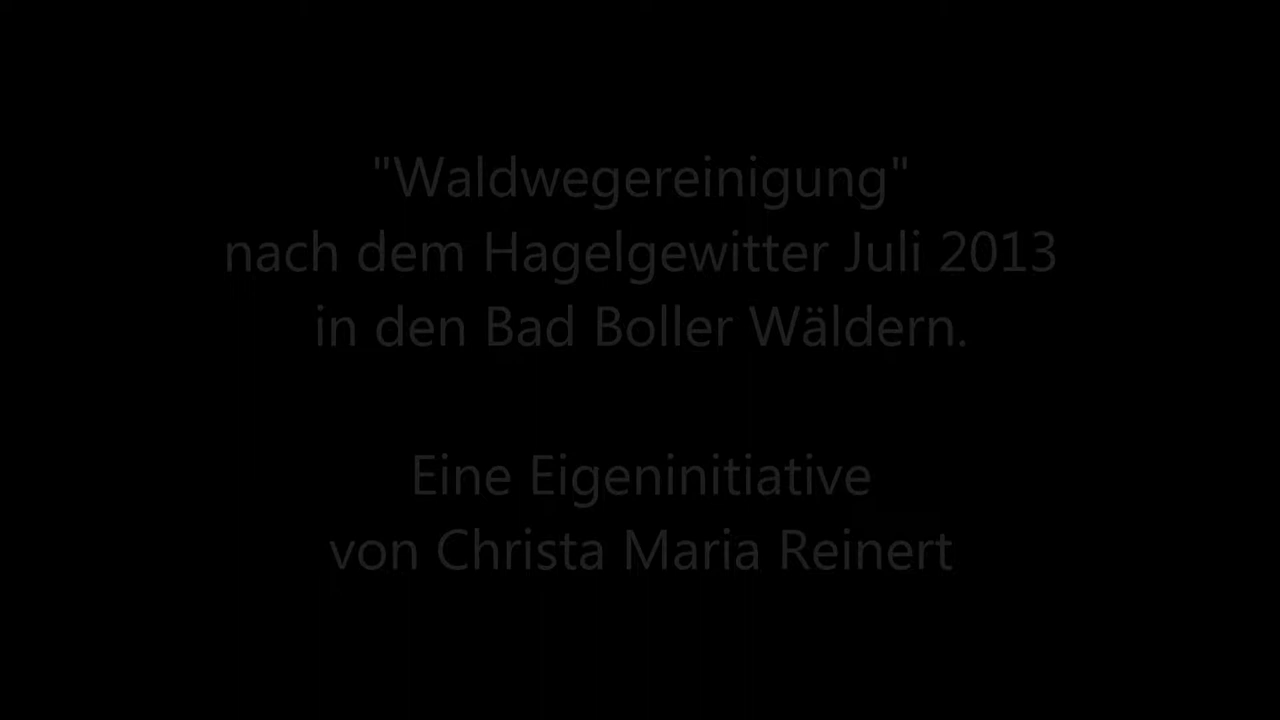 "Waldwegereinigung"
nach dem Hagelgewitter Juli 2013
in den Bad Boller Wäldern.
Eine Eigeninitiative
von Christa Maria Reinert